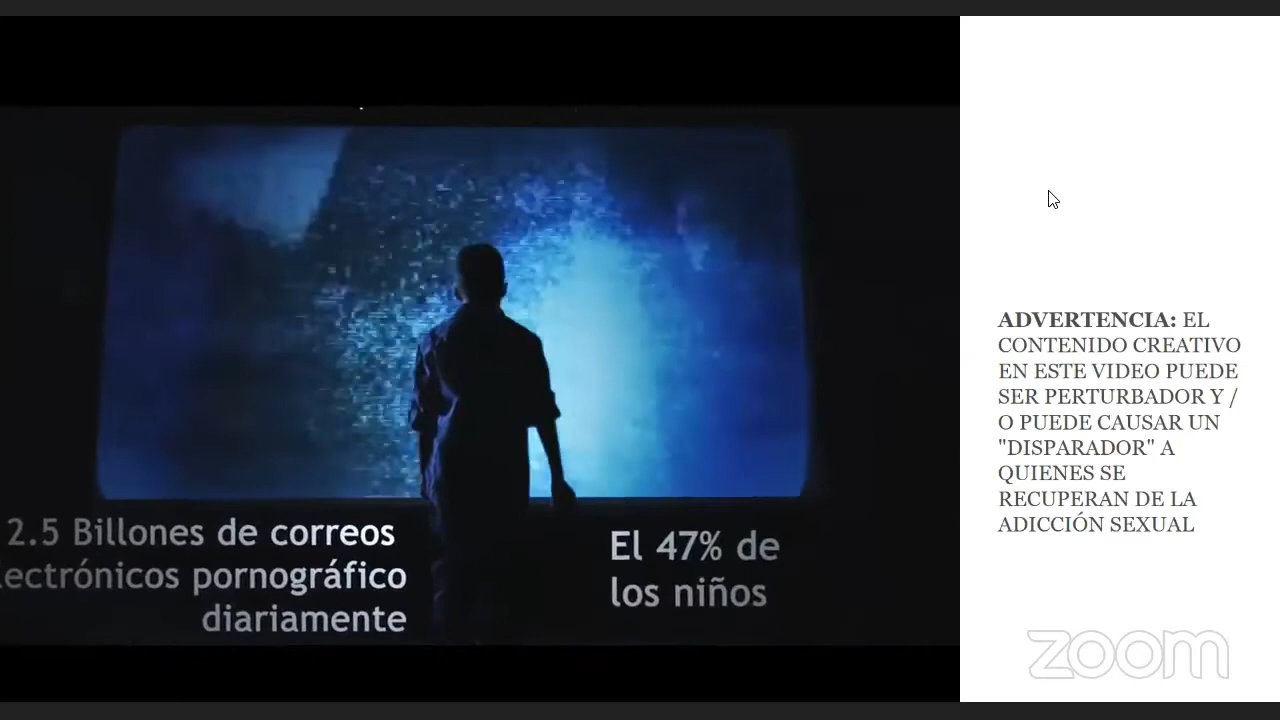 2.5 Billones de correos
lectrónicos pornográfico
diariamente
El 47% de
los niños
ADVERTENCIA: EL
CONTENIDO CREATIVO
EN ESTE VIDEO PUEDE
SER PERTURBADOR Y /
O PUEDE CAUSAR UN
"DISPARADOR" A
QUIENES SE
RECUPERAN DE LA
ADICCIÓN SEXUAL
zoom